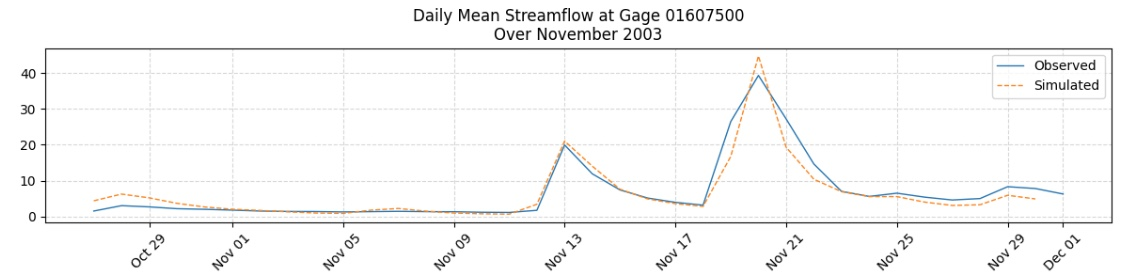 Daily Mean Streamflow at Gage 01607500
Over November 2003
40
30
20
10
0
Observed
Simulated
Oct 29
Nov 01
Nov 05
Nov 09
Nov 13
Nov 17
Nov 21
Nov 25
Nov 29
Dec 01